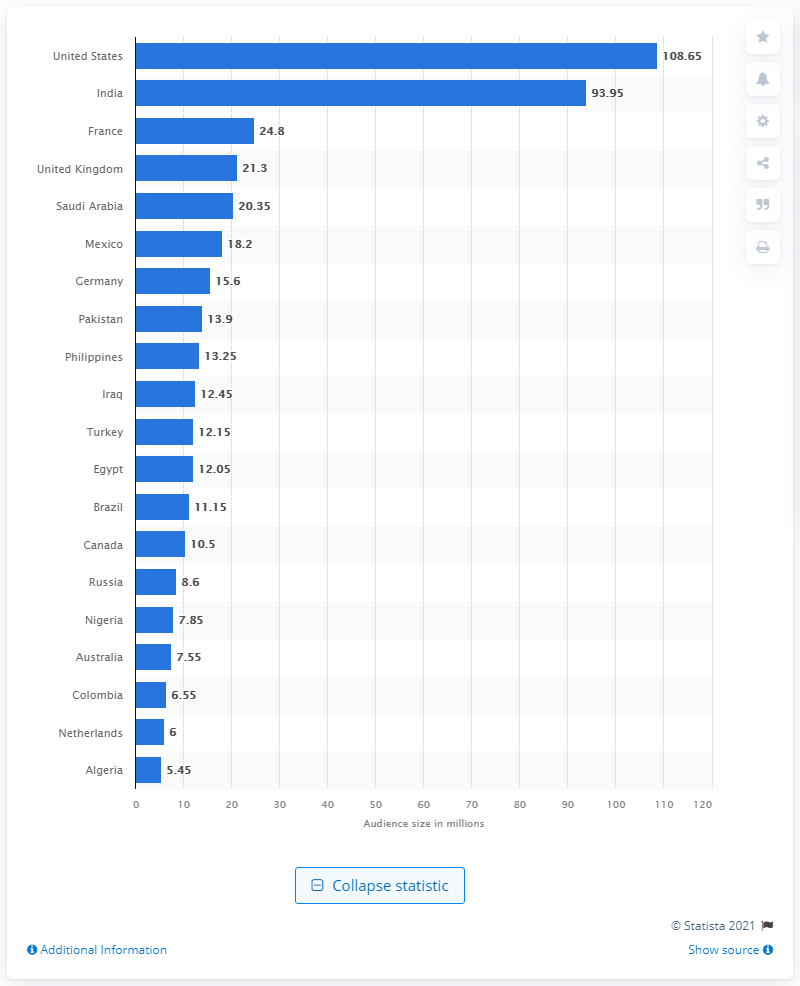 United States 108.65
India 93.95
France 24.8
United Kingdom 21.3
Saudi Arabia 20.35
Mexico 18.2
Germany 15.6
Pakistan 13.9
Philippines 13.25
Iraq 12.45
Turkey 12.15
Egypt 12.05
Brazil 11.15
Canada 10.5
Russia 8.6
Nigeria 7.85
Australia 7.55
Colombia 6.55
Netherlands 6
Algeria 5.45
0 10 20 30 40 50 60 70 80 90 100 110 120
Audience size in millions
Collapse statistic
© Statista 2021
Additional Information
Show source